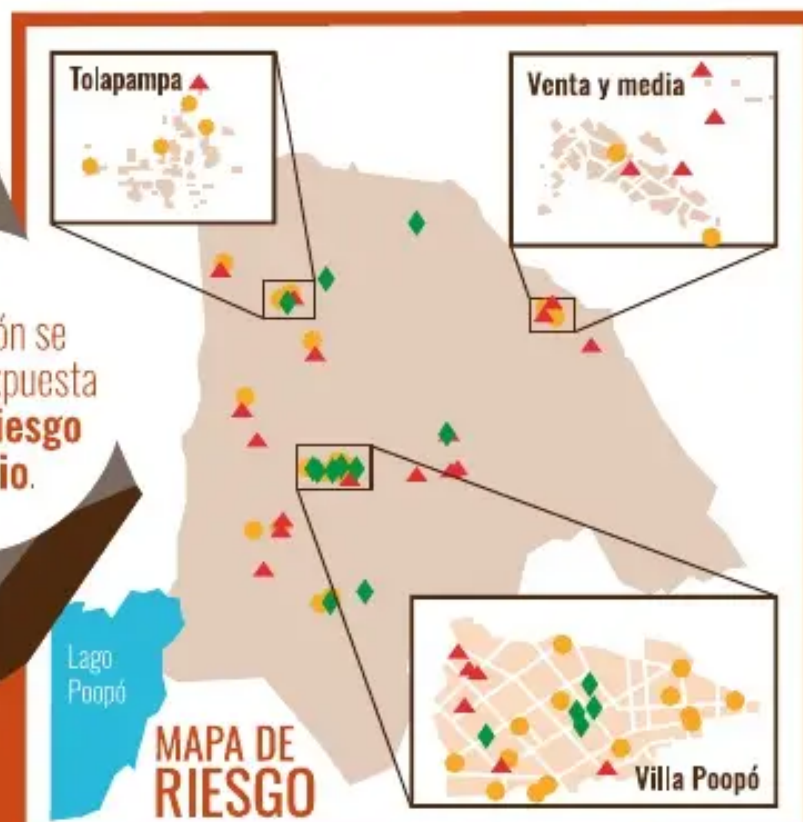 Tolapampa
Venta y media
ón se
puesta
iesgo
io.
Lago
Poopó
MAPA DE
RIESGO
Villa Poopó